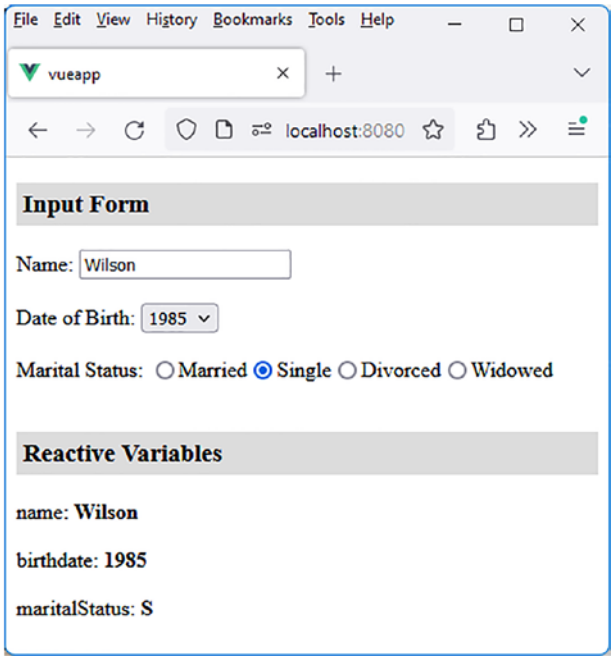 File Edit View History Bookmarks Tools Help
vueapp
localhost:8080
Input Form
Name: Wilson
Date of Birth: 1985
Marital Status: Married Single Divorced Widowed
Reactive Variables
name: Wilson
birthdate: 1985
maritalStatus: S